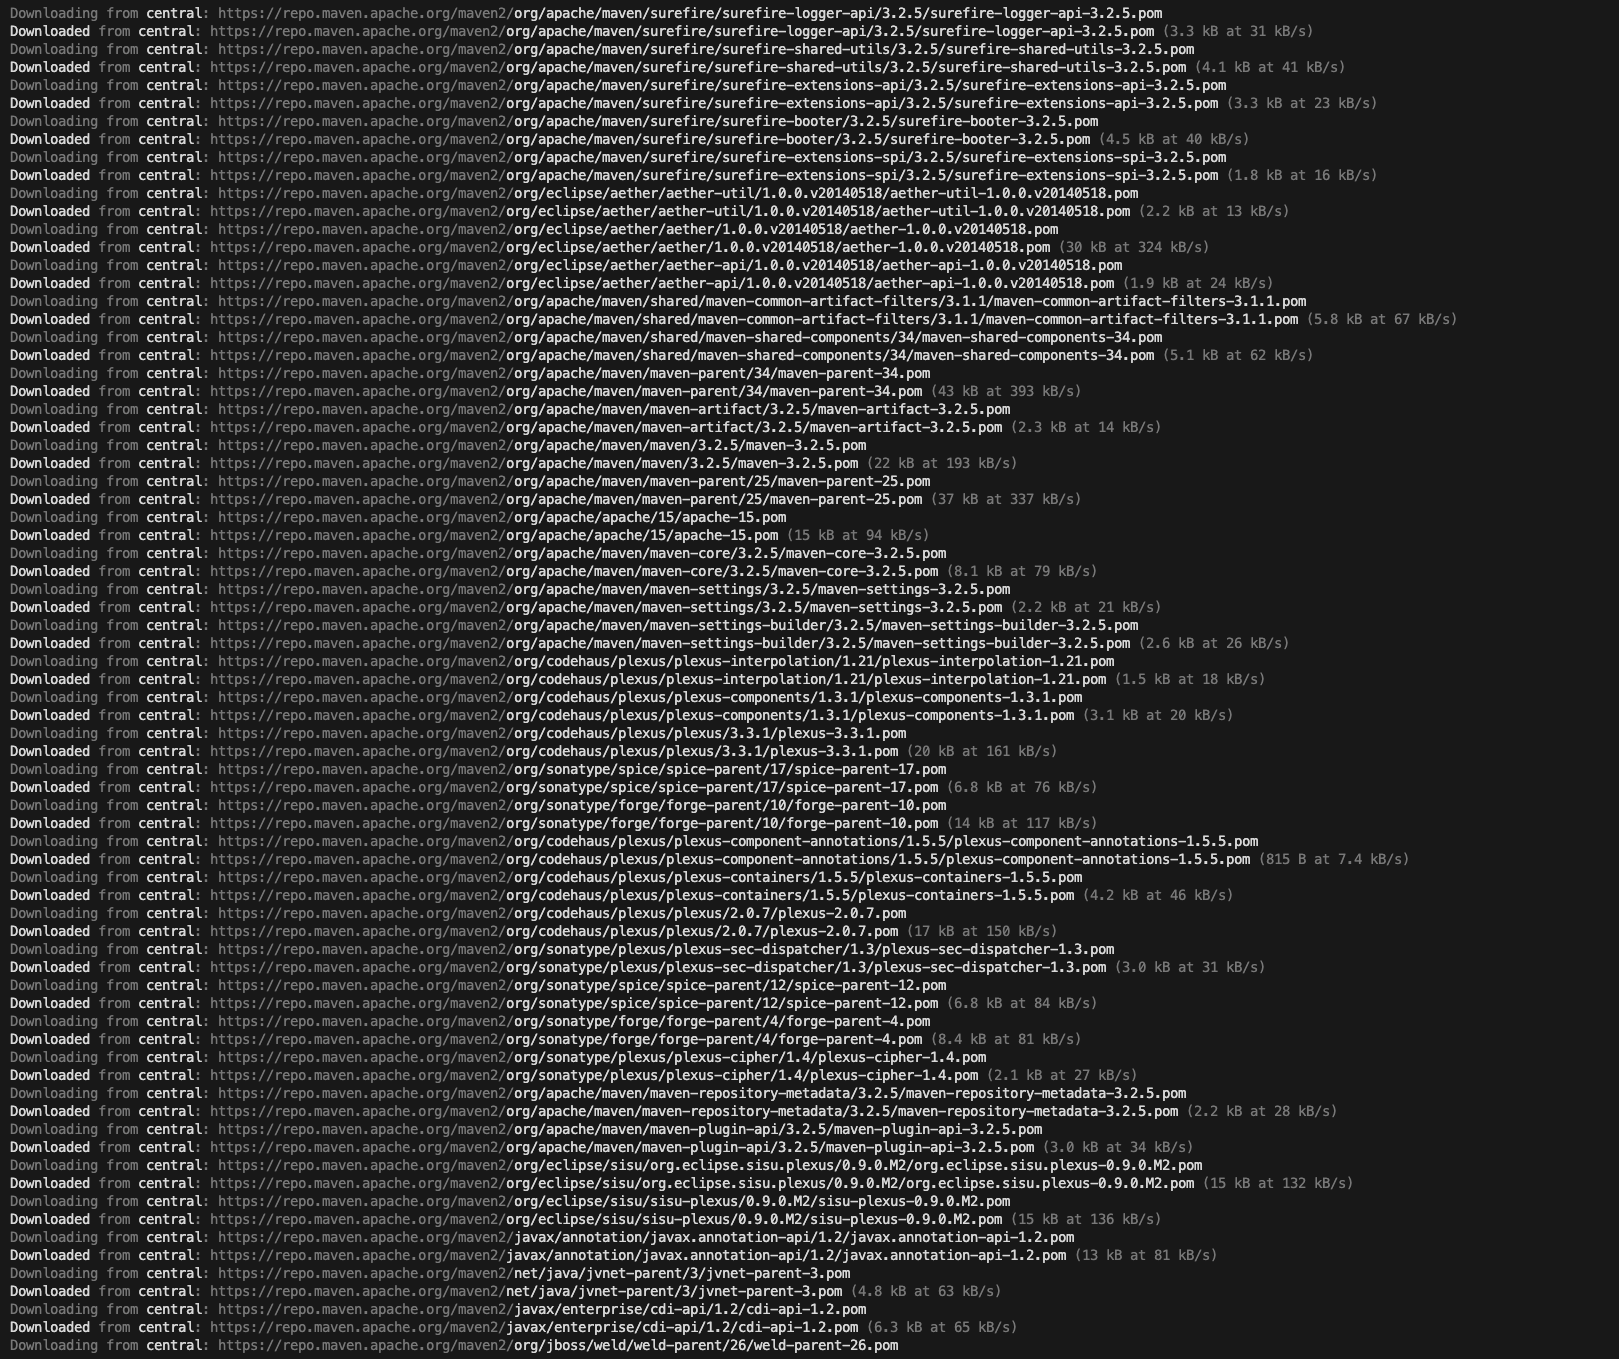 Downloading from central: https://repo.maven.apache.org/maven2/org/apache/maven/surefire/surefire-logger-api/3.2.5/surefire-logger-api-3.2.5.pom
Downloaded from central: https://repo.maven.apache.org/maven2/org/apache/maven/surefire/surefire-logger-api/3.2.5/surefire-logger-api-3.2.5.pom (3.3 kB at 31 kB/s)
Downloading from central: https://repo.maven.apache.org/maven2/org/apache/maven/surefire/surefire-shared-utils/3.2.5/surefire-shared-utils-3.2.5.pom
Downloaded from central: https://repo.maven.apache.org/maven2/org/apache/maven/surefire/surefire-shared-utils/3.2.5/surefire-shared-utils-3.2.5.pom (4.1 kB at 41 kB/s)
Downloading from central: https://repo.maven.apache.org/maven2/org/apache/maven/surefire/surefire-extensions-api/3.2.5/surefire-extensions-api-3.2.5.pom
Downloaded from central: https://repo.maven.apache.org/maven2/org/apache/maven/surefire/surefire-extensions-api/3.2.5/surefire-extensions-api-3.2.5.pom (3.3 kB at 23 kB/s)
Downloading from central: https://repo.maven.apache.org/maven2/org/apache/maven/surefire/surefire-booter/3.2.5/surefire-booter-3.2.5.pom
Downloaded from central: https://repo.maven.apache.org/maven2/org/apache/maven/surefire/surefire-booter/3.2.5/surefire-booter-3.2.5.pom (4.5 kB at 40 kB/s)
Downloading from central: https://repo.maven.apache.org/maven2/org/apache/maven/surefire/surefire-extensions-spi/3.2.5/surefire-extensions-spi-3.2.5.pom
Downloaded from central: https://repo.maven.apache.org/maven2/org/apache/maven/surefire/surefire-extensions-spi/3.2.5/surefire-extensions-spi-3.2.5.pom (1.8 kB at 16 kB/s)
Downloading from central: https://repo.maven.apache.org/maven2/org/eclipse/aether/aether-util/1.0.0.v20140518/aether-util-1.0.0.v20140518.pom
Downloaded from central: https://repo.maven.apache.org/maven2/org/eclipse/aether/aether-util/1.0.0.v20140518/aether-util-1.0.0.v20140518.pom (2.2 kB at 13 kB/s)
Downloading from central: https://repo.maven.apache.org/maven2/org/eclipse/aether/aether/1.0.0.v20140518/aether-1.0.0.v20140518.pom
Downloaded from central: https://repo.maven.apache.org/maven2/org/eclipse/aether/aether/1.0.0.v20140518/aether-1.0.0.v20140518.pom (30 kB at 324 kB/s)
Downloading from central: https://repo.maven.apache.org/maven2/org/eclipse/aether/aether-api/1.0.0.v20140518/aether-api-1.0.0.v20140518.pom
Downloaded from central: https://repo.maven.apache.org/maven2/org/eclipse/aether/aether-api/1.0.0.v20140518/aether-api-1.0.0.v20140518.pom (1.9 kB at 24 kB/s)
Downloading from central: https://repo.maven.apache.org/maven2/org/apache/maven/shared/maven-common-artifact-filters/3.1.1/maven-common-artifact-filters-3.1.1.pom
Downloaded from central: https://repo.maven.apache.org/maven2/org/apache/maven/shared/maven-common-artifact-filters/3.1.1/maven-common-artifact-filters-3.1.1.pom (5.8 kB at 67 kB/s)
Downloading from central: https://repo.maven.apache.org/maven2/org/apache/maven/shared/maven-shared-components/34/maven-shared-components-34.pom
Downloaded from central: https://repo.maven.apache.org/maven2/org/apache/maven/shared/maven-shared-components/34/maven-shared-components-34.pom (5.1 kB at 62 kB/s)
Downloading from central: https://repo.maven.apache.org/maven2/org/apache/maven/maven-parent/34/maven-parent-34.pom
Downloaded from central: https://repo.maven.apache.org/maven2/org/apache/maven/maven-parent/34/maven-parent-34.pom (43 kB at 393 kB/s)
Downloading from central: https://repo.maven.apache.org/maven2/org/apache/maven/maven-artifact/3.2.5/maven-artifact-3.2.5.pom
Downloaded from central: https://repo.maven.apache.org/maven2/org/apache/maven/maven-artifact/3.2.5/maven-artifact-3.2.5.pom (2.3 kB at 14 kB/s)
Downloading from central: https://repo.maven.apache.org/maven2/org/apache/maven/maven/3.2.5/maven-3.2.5.pom
Downloaded from central: https://repo.maven.apache.org/maven2/org/apache/maven/maven/3.2.5/maven-3.2.5.pom (22 kB at 193 kB/s)
Downloading from central: https://repo.maven.apache.org/maven2/org/apache/maven/maven-parent/25/maven-parent-25.pom
Downloaded from central: https://repo.maven.apache.org/maven2/org/apache/maven/maven-parent/25/maven-parent-25.pom (37 kB at 337 kB/s)
Downloading from central: https://repo.maven.apache.org/maven2/org/apache/apache/15/apache-15.pom
Downloaded from central: https://repo.maven.apache.org/maven2/org/apache/apache/15/apache-15.pom (15 kB at 94 kB/s)
Downloading from central: https://repo.maven.apache.org/maven2/org/apache/maven/maven-core/3.2.5/maven-core-3.2.5.pom
Downloaded from central: https://repo.maven.apache.org/maven2/org/apache/maven/maven-core/3.2.5/maven-core-3.2.5.pom (8.1 kB at 79 kB/s)
Downloading from central: https://repo.maven.apache.org/maven2/org/apache/maven/maven-settings/3.2.5/maven-settings-3.2.5.pom
Downloaded from central: https://repo.maven.apache.org/maven2/org/apache/maven/maven-settings/3.2.5/maven-settings-3.2.5.pom (2.2 kB at 21 kB/s)
Downloading from central: https://repo.maven.apache.org/maven2/org/apache/maven/maven-settings-builder/3.2.5/maven-settings-builder-3.2.5.pom
Downloaded from central: https://repo.maven.apache.org/maven2/org/apache/maven/maven-settings-builder/3.2.5/maven-settings-builder-3.2.5.pom (2.6 kB at 26 kB/s)
Downloading from central: https://repo.maven.apache.org/maven2/org/codehaus/plexus/plexus-interpolation/1.21/plexus-interpolation-1.21.pom
Downloaded from central: https://repo.maven.apache.org/maven2/org/codehaus/plexus/plexus-interpolation/1.21/plexus-interpolation-1.21.pom (1.5 kB at 18 kB/s)
Downloading from central: https://repo.maven.apache.org/maven2/org/codehaus/plexus/plexus-components/1.3.1/plexus-components-1.3.1.pom
Downloaded from central: https://repo.maven.apache.org/maven2/org/codehaus/plexus/plexus-components/1.3.1/plexus-components-1.3.1.pom (3.1 kB at 20 kB/s)
Downloading from central: https://repo.maven.apache.org/maven2/org/codehaus/plexus/plexus/3.3.1/plexus-3.3.1.pom
Downloaded from central: https://repo.maven.apache.org/maven2/org/codehaus/plexus/plexus/3.3.1/plexus-3.3.1.pom (20 kB at 161 kB/s)
Downloading from central: https://repo.maven.apache.org/maven2/org/sonatype/spice/spice-parent/17/spice-parent-17.pom
Downloaded from central: https://repo.maven.apache.org/maven2/org/sonatype/spice/spice-parent/17/spice-parent-17.pom (6.8 kB at 76 kB/s)
Downloading from central: https://repo.maven.apache.org/maven2/org/sonatype/forge/forge-parent/10/forge-parent-10.pom
Downloaded from central: https://repo.maven.apache.org/maven2/org/sonatype/forge/forge-parent/10/forge-parent-10.pom (14 kB at 117 kB/s)
Downloading from central: https://repo.maven.apache.org/maven2/org/codehaus/plexus/plexus-component-annotations/1.5.5/plexus-component-annotations-1.5.5.pom
Downloaded from central: https://repo.maven.apache.org/maven2/org/codehaus/plexus/plexus-component-annotations/1.5.5/plexus-component-annotations-1.5.5.pom (815 B at 7.4 kB/s)
Downloading from central: https://repo.maven.apache.org/maven2/org/codehaus/plexus/plexus-containers/1.5.5/plexus-containers-1.5.5.pom
Downloaded from central: https://repo.maven.apache.org/maven2/org/codehaus/plexus/plexus-containers/1.5.5/plexus-containers-1.5.5.pom (4.2 kB at 46 kB/s)
Downloading from central: https://repo.maven.apache.org/maven2/org/codehaus/plexus/plexus/2.0.7/plexus-2.0.7.pom
Downloaded from central: https://repo.maven.apache.org/maven2/org/codehaus/plexus/plexus/2.0.7/plexus-2.0.7.pom (17 kB at 150 kB/s)
Downloading from central: https://repo.maven.apache.org/maven2/org/sonatype/plexus/plexus-sec-dispatcher/1.3/plexus-sec-dispatcher-1.3.pom
Downloaded from central: https://repo.maven.apache.org/maven2/org/sonatype/plexus/plexus-sec-dispatcher/1.3/plexus-sec-dispatcher-1.3.pom (3.0 kB at 31 kB/s)
Downloading from central: https://repo.maven.apache.org/maven2/org/sonatype/spice/spice-parent/12/spice-parent-12.pom
Downloaded from central: https://repo.maven.apache.org/maven2/org/sonatype/spice/spice-parent/12/spice-parent-12.pom (6.8 kB at 84 kB/s)
Downloading from central: https://repo.maven.apache.org/maven2/org/sonatype/forge/forge-parent/4/forge-parent-4.pom
Downloaded from central: https://repo.maven.apache.org/maven2/org/sonatype/forge/forge-parent/4/forge-parent-4.pom (8.4 kB at 81 kB/s)
Downloading from central: https://repo.maven.apache.org/maven2/org/sonatype/plexus/plexus-cipher/1.4/plexus-cipher-1.4.pom
Downloaded from central: https://repo.maven.apache.org/maven2/org/sonatype/plexus/plexus-cipher/1.4/plexus-cipher-1.4.pom (2.1 kB at 27 kB/s)
Downloading from central: https://repo.maven.apache.org/maven2/org/apache/maven/maven-repository-metadata/3.2.5/maven-repository-metadata-3.2.5.pom
Downloaded from central: https://repo.maven.apache.org/maven2/org/apache/maven/maven-repository-metadata/3.2.5/maven-repository-metadata-3.2.5.pom (2.2 kB at 28 kB/s)
Downloading from central: https://repo.maven.apache.org/maven2/org/apache/maven/maven-plugin-api/3.2.5/maven-plugin-api-3.2.5.pom
Downloaded from central: https://repo.maven.apache.org/maven2/org/apache/maven/maven-plugin-api/3.2.5/maven-plugin-api-3.2.5.pom (3.0 kB at 34 kB/s)
Downloading from central: https://repo.maven.apache.org/maven2/org/eclipse/sisu/org.eclipse.sisu.plexus/0.9.0.M2/org.eclipse.sisu.plexus-0.9.0.M2.pom
Downloaded from central: https://repo.maven.apache.org/maven2/org/eclipse/sisu/org.eclipse.sisu.plexus/0.9.0.M2/org.eclipse.sisu.plexus-0.9.0.M2.pom (15 kB at 132 kB/s)
Downloading from central: https://repo.maven.apache.org/maven2/org/eclipse/sisu/sisu-plexus/0.9.0.M2/sisu-plexus-0.9.0.M2.pom
Downloaded from central: https://repo.maven.apache.org/maven2/org/eclipse/sisu/sisu-plexus/0.9.0.M2/sisu-plexus-0.9.0.M2.pom (15 kB at 136 kB/s)
Downloading from central: https://repo.maven.apache.org/maven2/javax/annotation/javax.annotation-api/1.2/javax.annotation-api-1.2.pom
Downloaded from central: https://repo.maven.apache.org/maven2/javax/annotation/javax.annotation-api/1.2/javax.annotation-api-1.2.pom (13 kB at 81 kB/s)
Downloading from central: https://repo.maven.apache.org/maven2/net/java/jvnet-parent/3/jvnet-parent-3.pom
Downloaded from central: https://repo.maven.apache.org/maven2/net/java/jvnet-parent/3/jvnet-parent-3.pom (4.8 kB at 63 kB/s)
Downloading from central: https://repo.maven.apache.org/maven2/javax/enterprise/cdi-api/1.2/cdi-api-1.2.pom
Downloaded from central: https://repo.maven.apache.org/maven2/javax/enterprise/cdi-api/1.2/cdi-api-1.2.pom (6.3 kB at 65 kB/s)
Downloading from central: https://repo.maven.apache.org/maven2/org/jboss/weld/weld-parent/26/weld-parent-26.pom